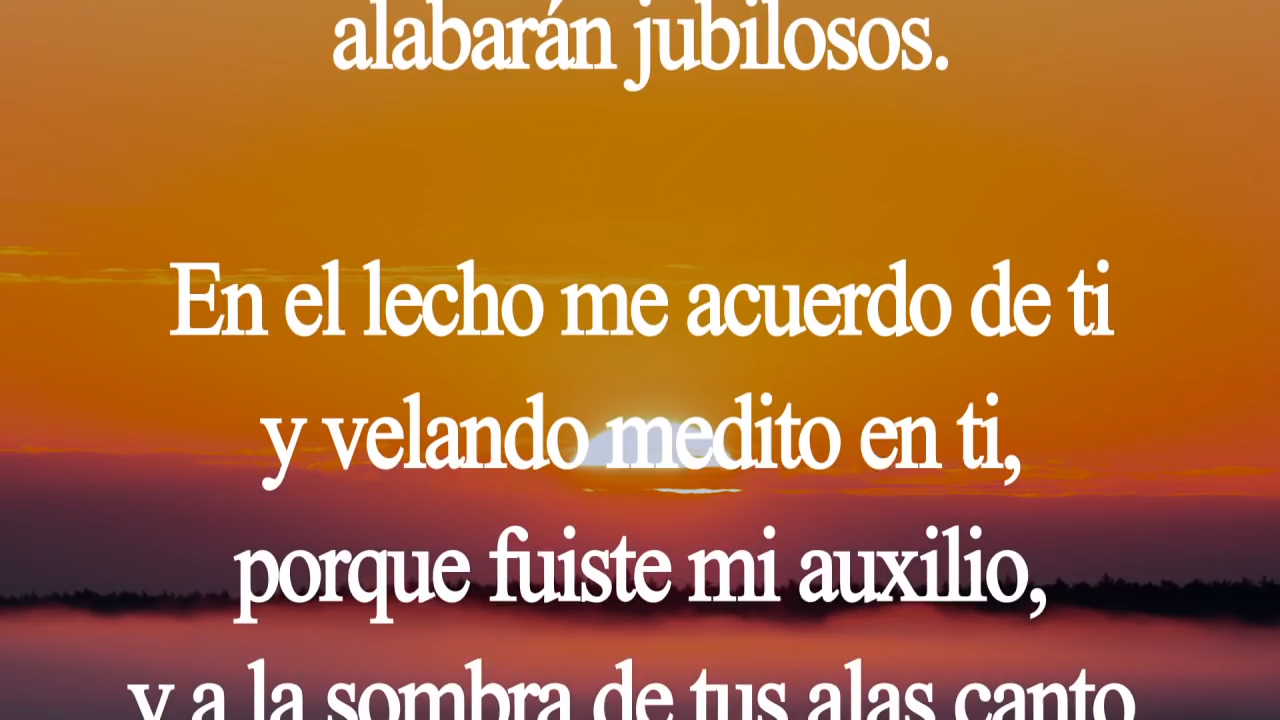 alabarán jubilosos.
En el lecho me acuerdo de ti
y velando medito en ti,
porque fuiste mi auxilio,
y a la sombra de tus alas canto